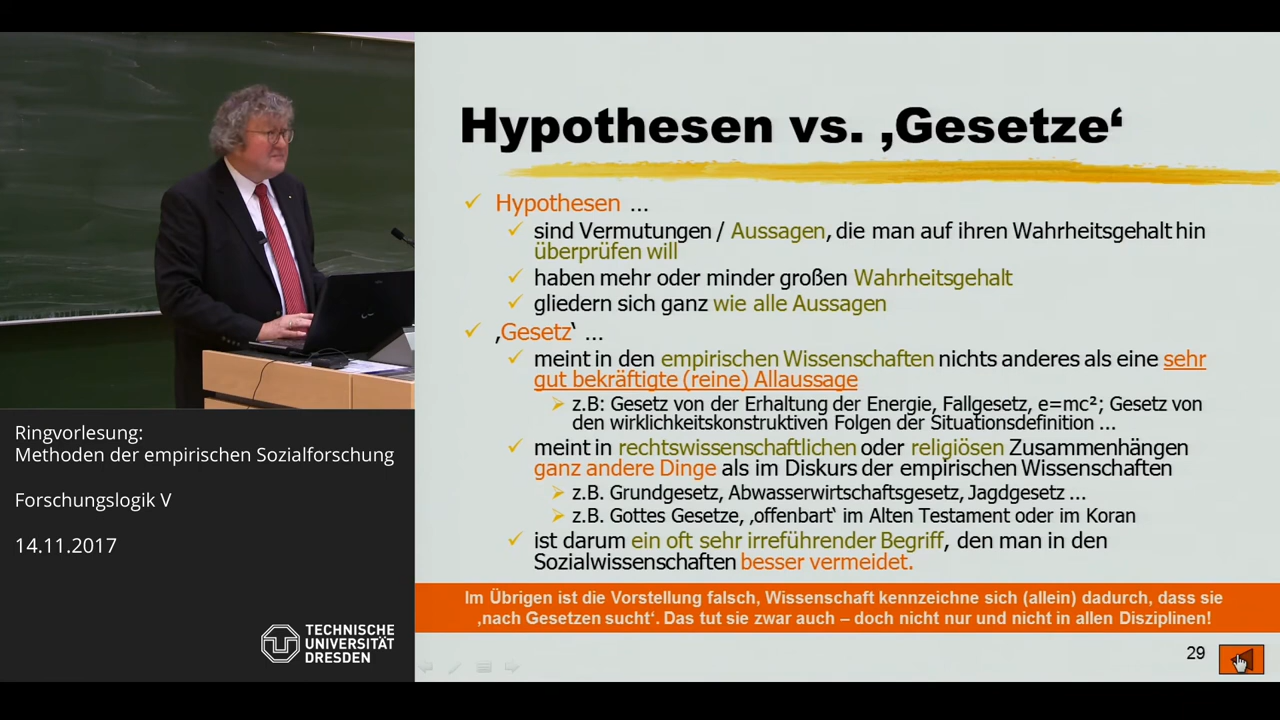 Hypothesen vs. ‚Gesetze‘
Hypothesen ...
sind Vermutungen / Aussagen, die man auf ihren Wahrheitsgehalt hin
überprüfen will
haben mehr oder minder großen Wahrheitsgehalt
gliedern sich ganz wie alle Aussagen
‚Gesetz‘ ...
meint in den empirischen Wissenschaften nichts anderes als eine sehr
gut bekräftigte (reine) Allaussage
z.B: Gesetz von der Erhaltung der Energie, Fallgesetz, e=mc²; Gesetz von
den wirklichkeitskonstruktiven Folgen der Situationsdefinition ...
meint in rechtswissenschaftlichen oder religiösen Zusammenhängen
ganz andere Dinge als im Diskurs der empirischen Wissenschaften
z.B. Grundgesetz, Abwasserwirtschaftsgesetz, Jagdgesetz ...
z.B. Gottes Gesetze, ‚offenbart‘ im Alten Testament oder im Koran
ist darum ein oft sehr irreführender Begriff, den man in den
Sozialwissenschaften besser vermeidet.
Im Übrigen ist die Vorstellung falsch, Wissenschaft kennzeichne sich (allein) dadurch, dass sie
‚nach Gesetzen sucht‘. Das tut sie zwar auch – doch nicht nur und nicht in allen Disziplinen!
29
Ringvorlesung:
Methoden der empirischen Sozialforschung
Forschungslogik V
14.11.2017
TECHNISCHE
UNIVERSITÄT
DRESDEN